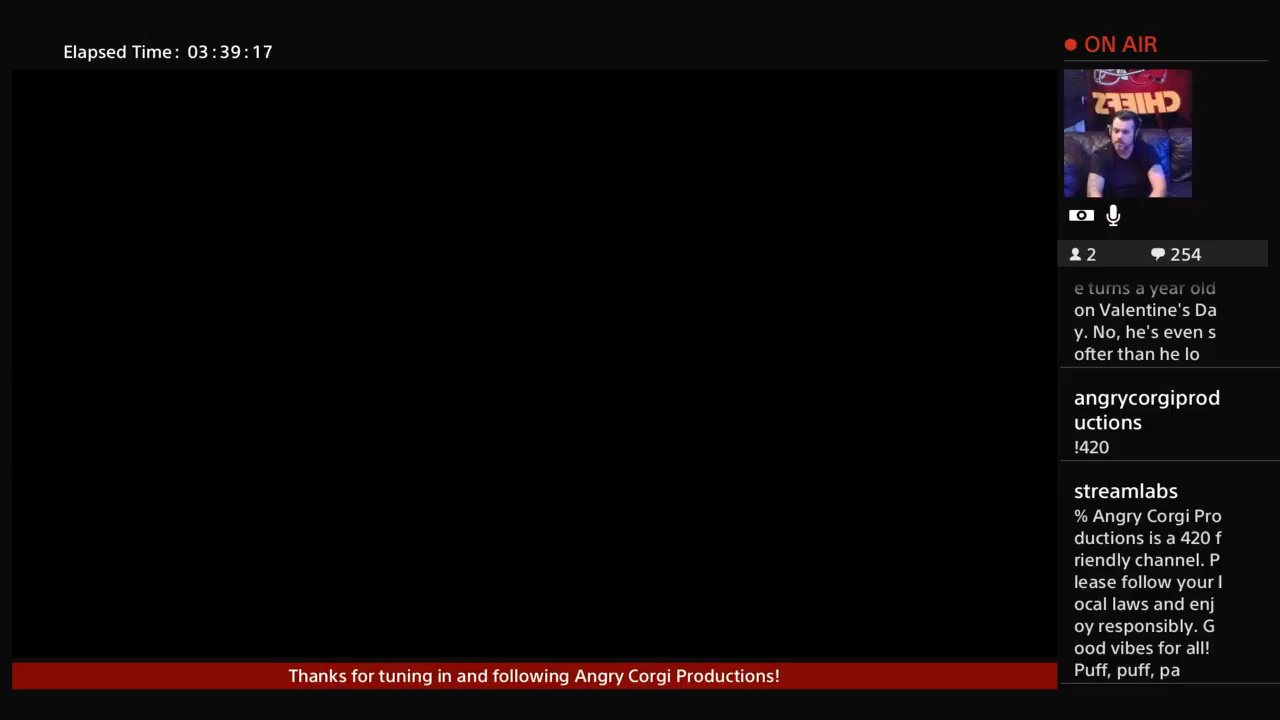 Elapsed Time: 03:39:17
ON AIR
CHIEFS
2
254
e turns a year old
on Valentine's Da
y. No, he's even s
ofter than he lo
angrycorgiprod
uctions
!420
streamlabs
% Angry Corgi Pro
ductions is a 420 f
riendly channel. P
lease follow your l
ocal laws and enj
oy responsibly. G
ood vibes for all!
Puff, puff, pa
Thanks for tuning in and following Angry Corgi Productions!